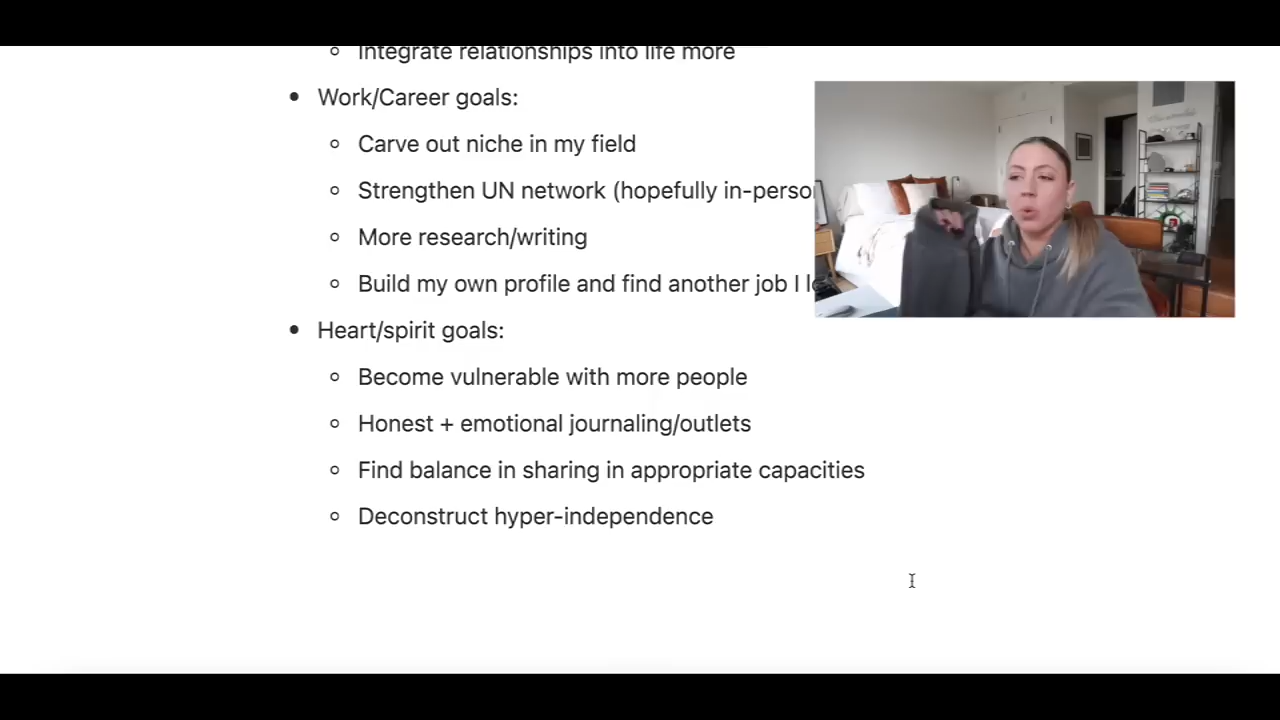 Integrate relationships into life more
Work/Career goals:
Carve out niche in my field
Strengthen UN network (hopefully in-person
More research/writing
Build my own profile and find another job I
Heart/spirit goals:
Become vulnerable with more people
Honest + emotional journaling/outlets
Find balance in sharing in appropriate capacities
Deconstruct hyper-independence